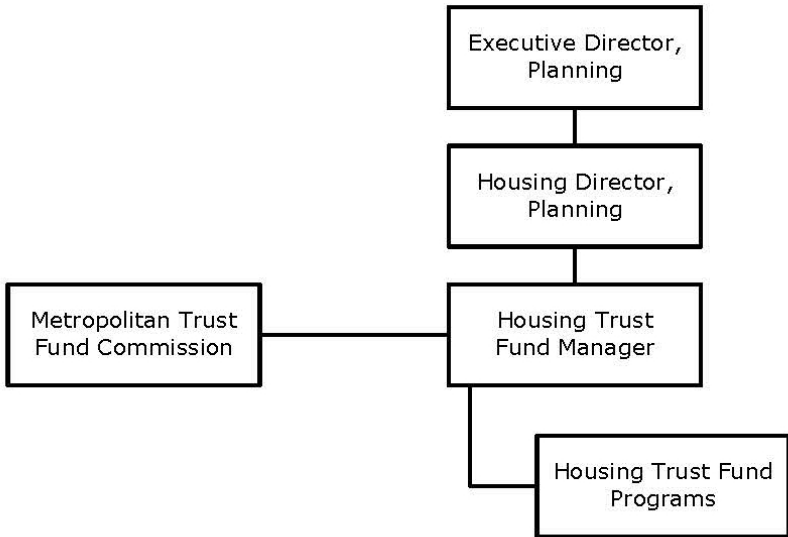 Executive Director,
Planning
Housing Director,
Planning
Metropolitan Trust
Fund Commission
Housing Trust
Fund Manager
Housing Trust Fund
Programs